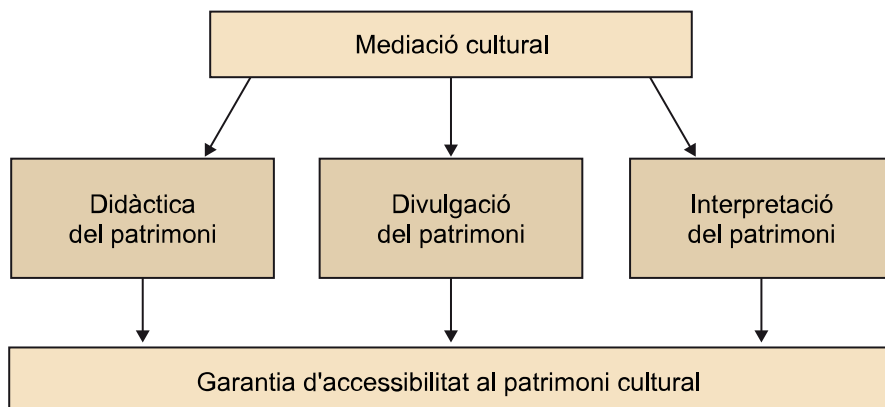 Mediació cultural
Didàctica
del patrimoni
Divulgació
del patrimoni
Interpretació
del patrimoni
Garantia d'accessibilitat al patrimoni cultural